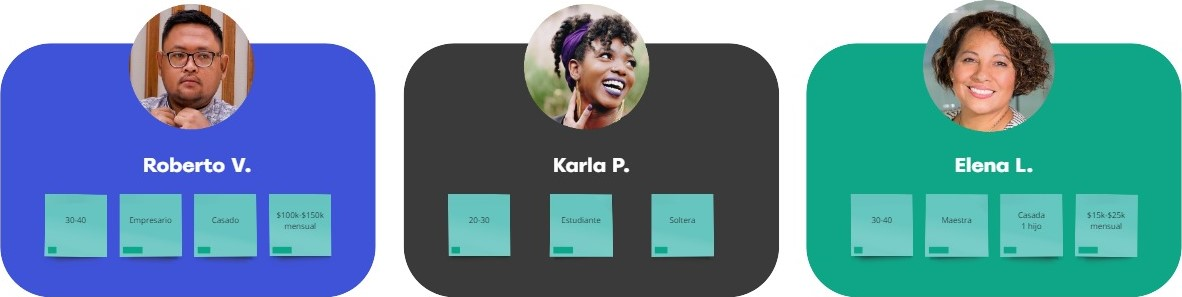 Roberto V.
30-40
Empresario
Casado
$100k-$150k
mensual
Karla P.
20-30
Estudiante
Soltera
Elena L.
30-40
Maestra
Casada
1 hijo
$15k-$25k
mensual